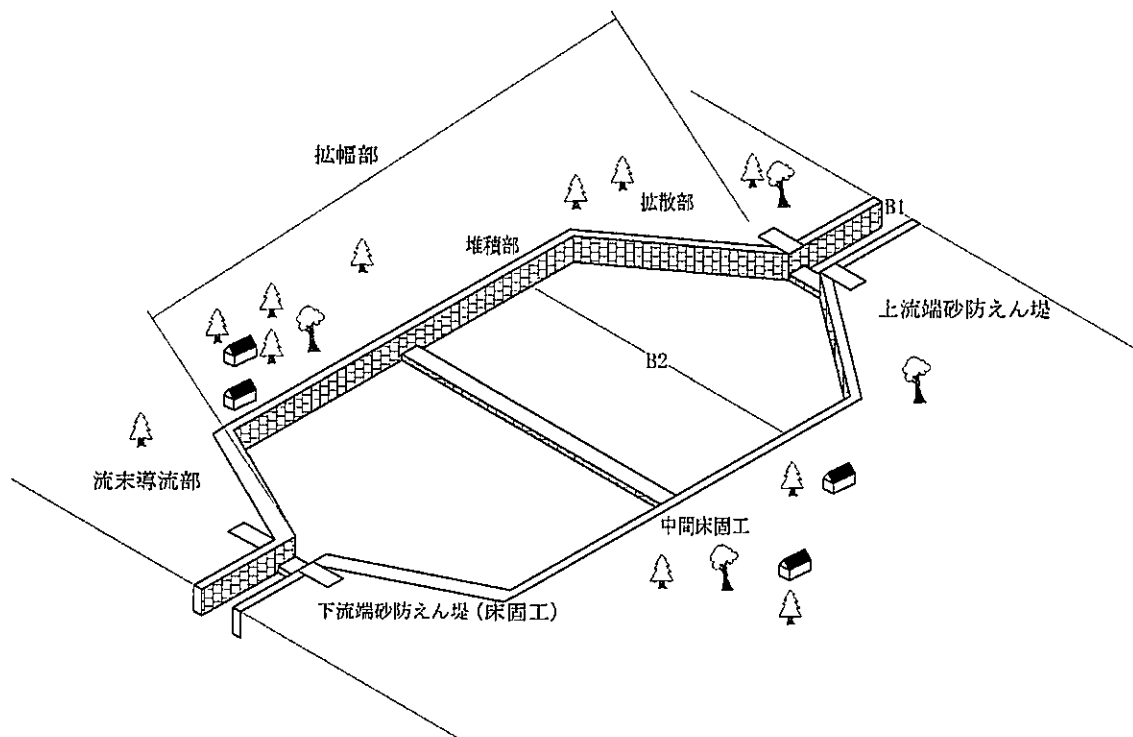 拡幅部
拡散部
B1
堆積部
上流端砂防えん堤
B2
流末導流部
中間床固工
下流端砂防えん堤(床固工)